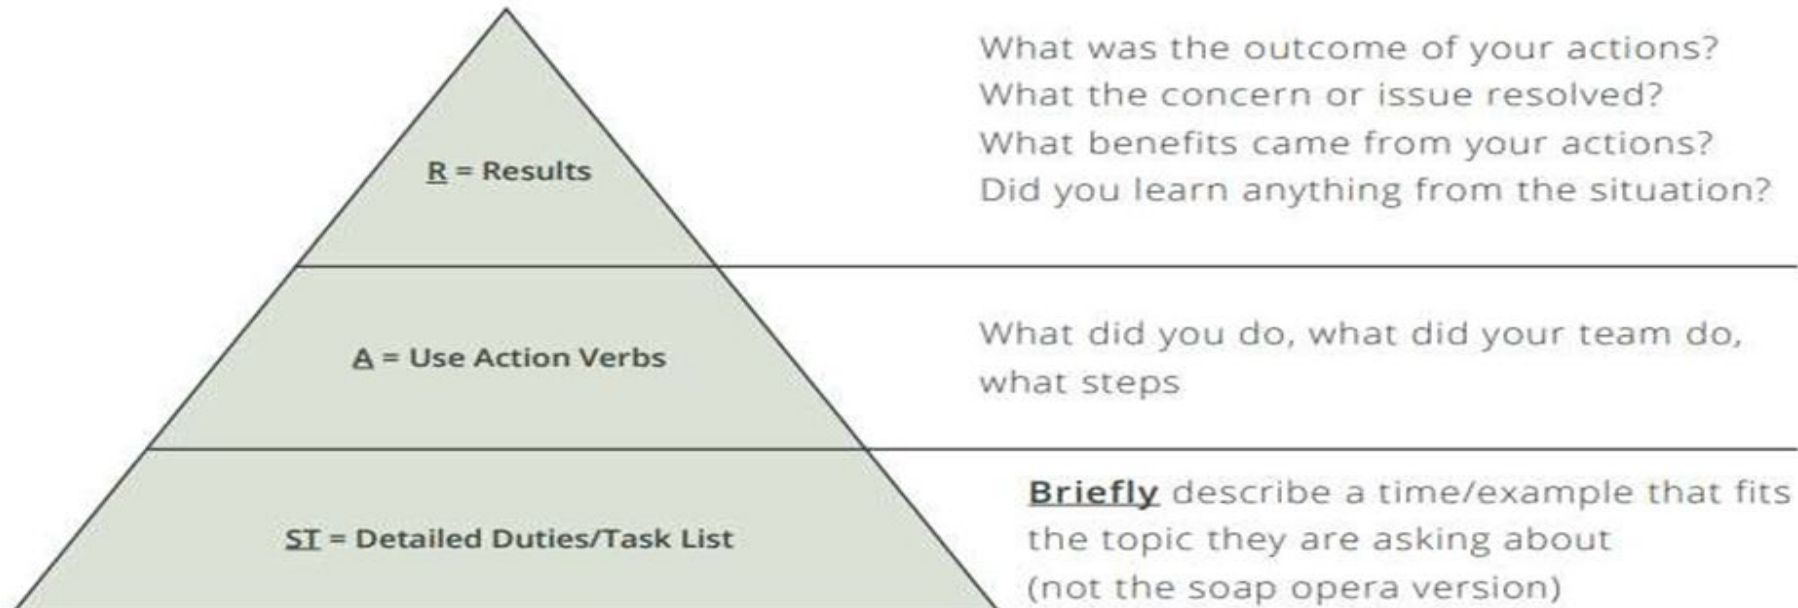 What was the outcome of your actions?
What the concern or issue resolved?
What benefits came from your actions?
Did you learn anything from the situation?
R = Results
What did you do, what did your team do,
what steps
A = Use Action Verbs
Briefly describe a time/example that fits
the topic they are asking about
(not the soap opera version)
ST = Detailed Duties/Task List